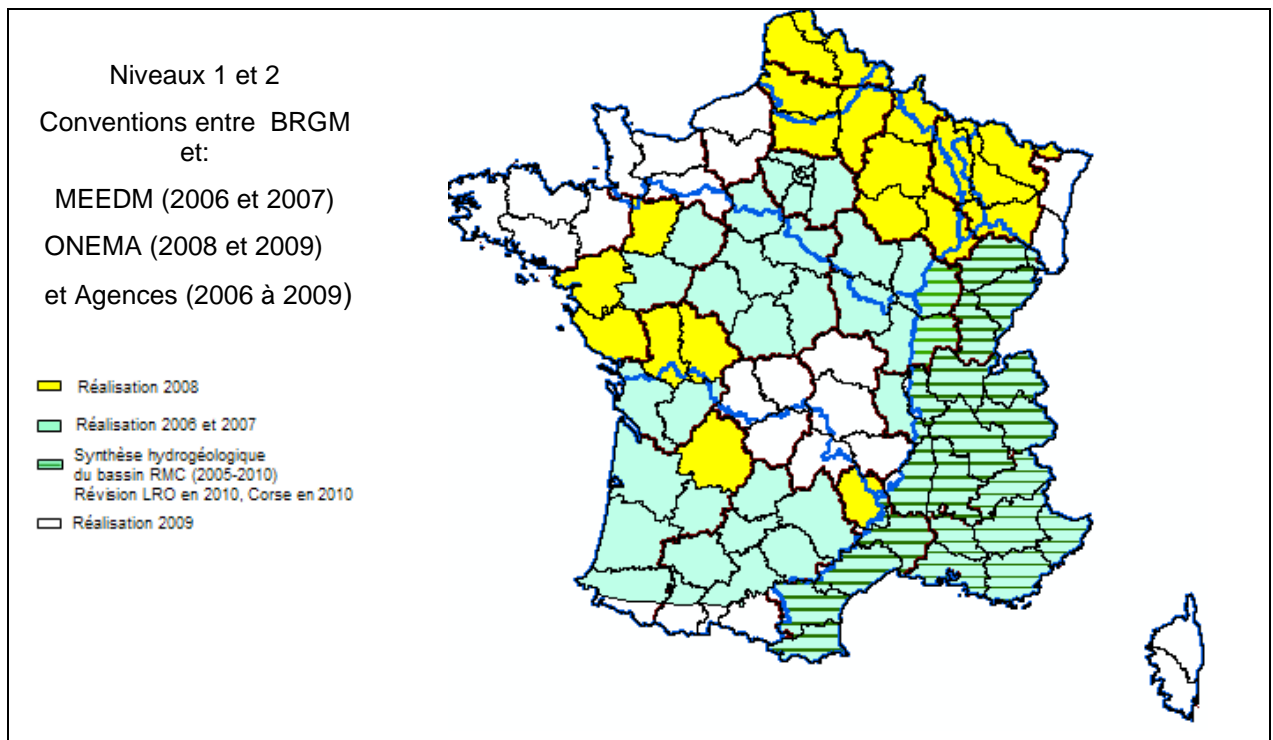 Niveaux 1 et 2
Conventions entre BRGM
et:
MEEDM (2006 et 2007)
ONEMA (2008 et 2009)
et Agences (2006 à 2009)
Réalisation 2008
Réalisation 2006 et 2007
Synthèse hydrogéologique
du bassin RMC (2005-2010)
Révision LRO en 2010, Corse en 2010
Réalisation 2009